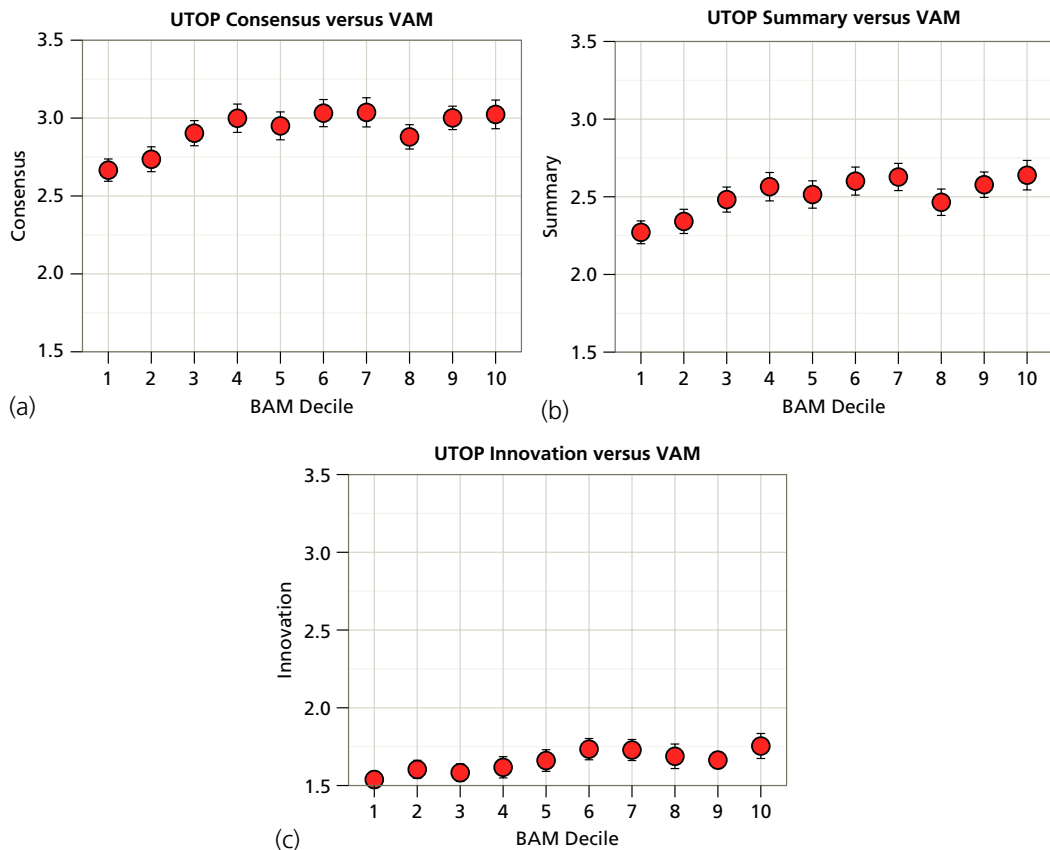 UTOP Consensus versus VAM
3.5
3.0
2.5
2.0
1.5
Consensus
1 2 3 4 5 6 7 8 9 10
BAM Decile
(a)
UTOP Summary versus VAM
3.5
3.0
2.5
2.0
1.5
Summary
1 2 3 4 5 6 7 8 9 10
BAM Decile
(b)
UTOP Innovation versus VAM
3.5
3.0
2.5
2.0
1.5
Innovation
1 2 3 4 5 6 7 8 9 10
BAM Decile
(c)